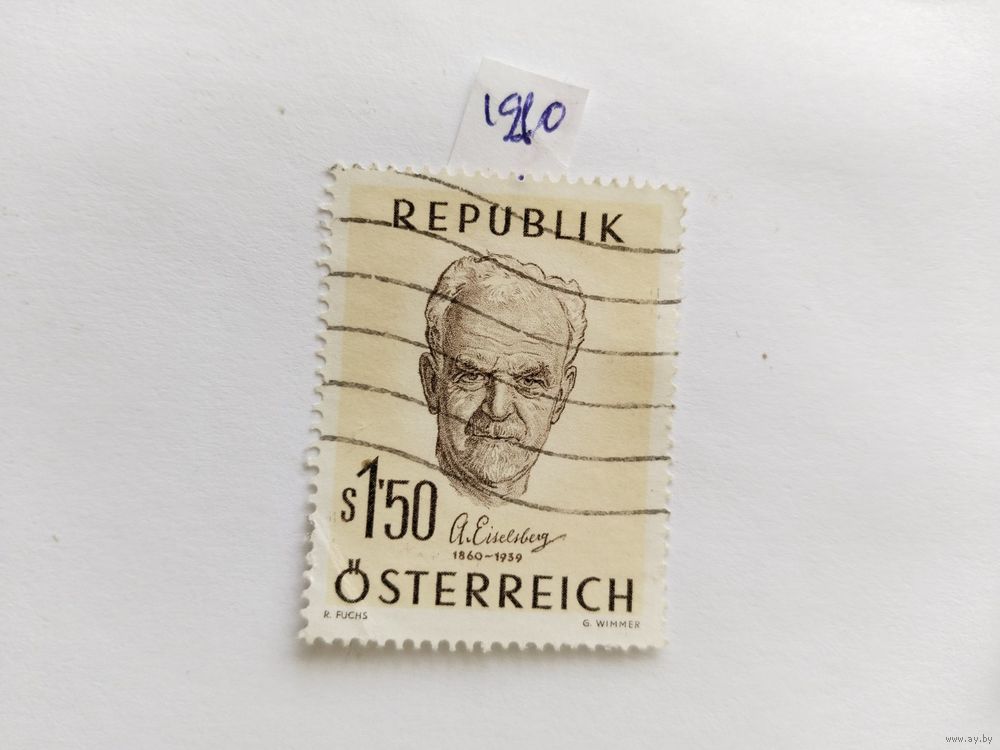 1960
REPUBLIK
S 1'50
A. Eiselsberg
1860-1939
ÖSTERREICH
R. FUCHS
G. WIMMER
www.ay.by